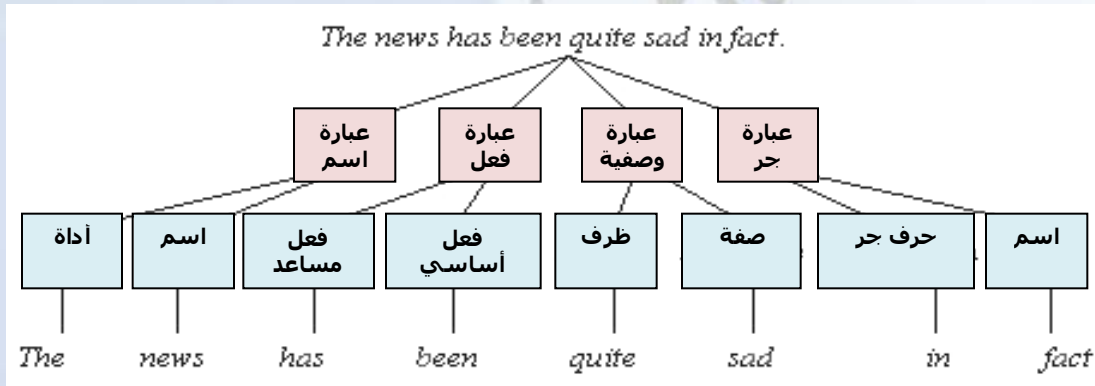 The news has been quite sad in fact.
عبارة
اسم
عبارة
فعل
عبارة
وصفية
عبارة
جر
أداة
اسم
فعل
مساعد
فعل
أساسي
ظرف
صفة
حرف جر
اسم
The news has been quite sad in fact